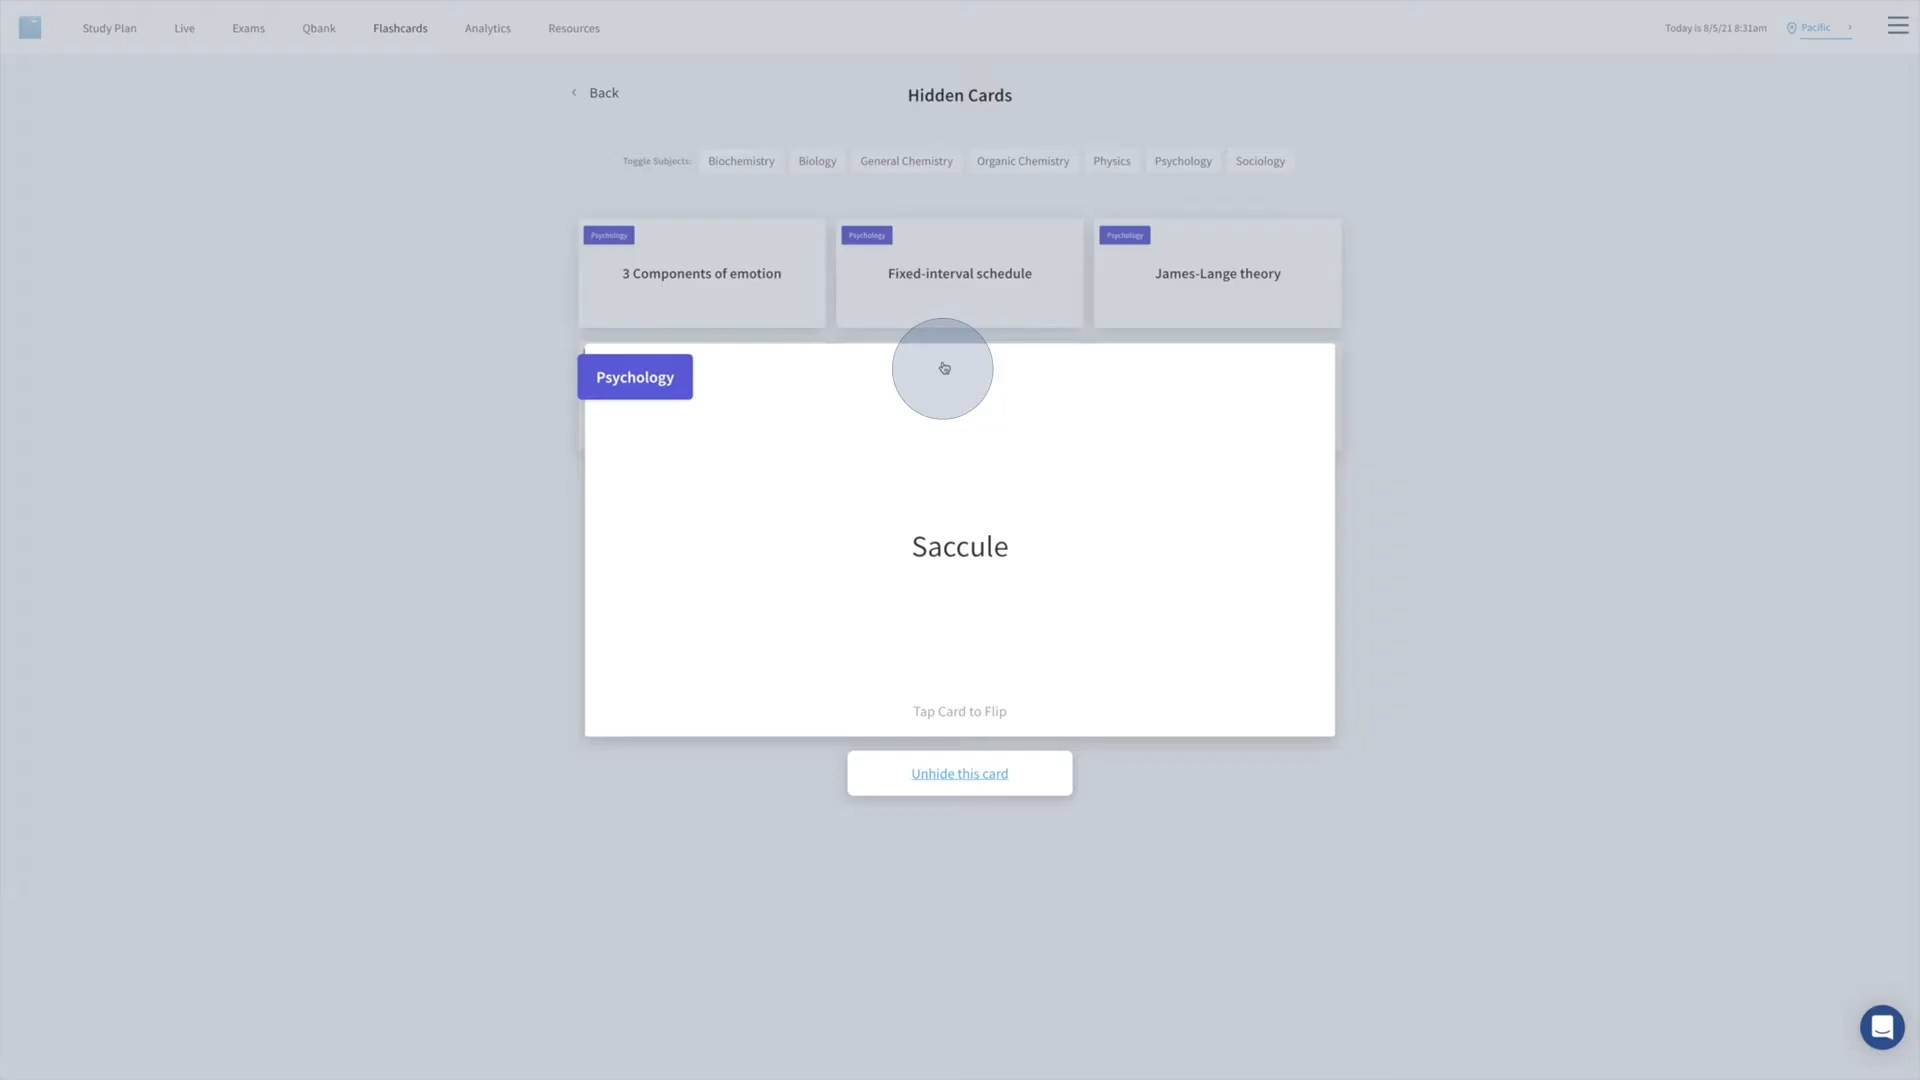 Study Plan Live Exams Qbank Flashcards Analytics Resources Today is 8/5/21 8:31am Pacific
Back
Hidden Cards
Toggle Subjects: Biochemistry Biology General Chemistry Organic Chemistry Physics Psychology Sociology
Psychology Psychology Psychology
3 Components of emotion Fixed-interval schedule James-Lange theory
Psychology
Saccule
Tap Card to Flip
Unhide this card